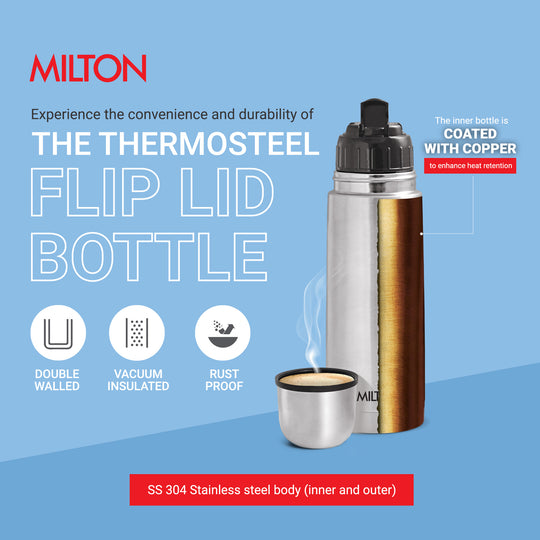 MILTON
Experience the convenience and durability of
THE THERMOSTEEL
FLIP LID
BOTTLE
The inner bottle is
COATED
WITH COPPER
to enhance heat retention
DOUBLE
WALLED
VACUUM
INSULATED
RUST
PROOF
MILT
SS 304 Stainless steel body (inner and outer)